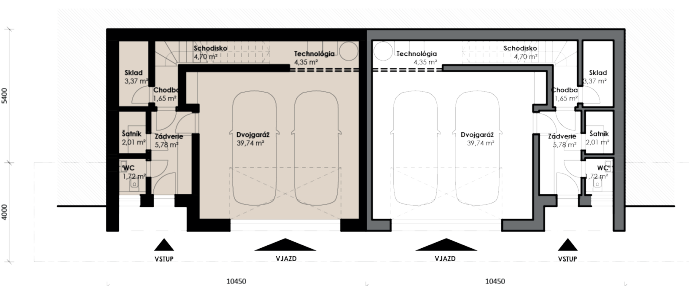 Schodisko
4,70 m²
Technológia
4,35 m²
Technológia
4,35 m²
Schodisko
4,70 m²
Sklad
3,37 m²
Sklad
3,37 m²
Chodba
1,65 m²
Chodba
1,65 m²
5400
Šatník
2,01 m²
Zádverie
5,78 m²
Dvojgaráž
39,74 m²
Dvojgaráž
39,74 m²
Zádverie
5,78 m²
Šatník
2,01 m²
WC
1,72 m²
WC
1,72 m²
4000
VSTUP
VJAZD
VJAZD
VSTUP
10450
10450